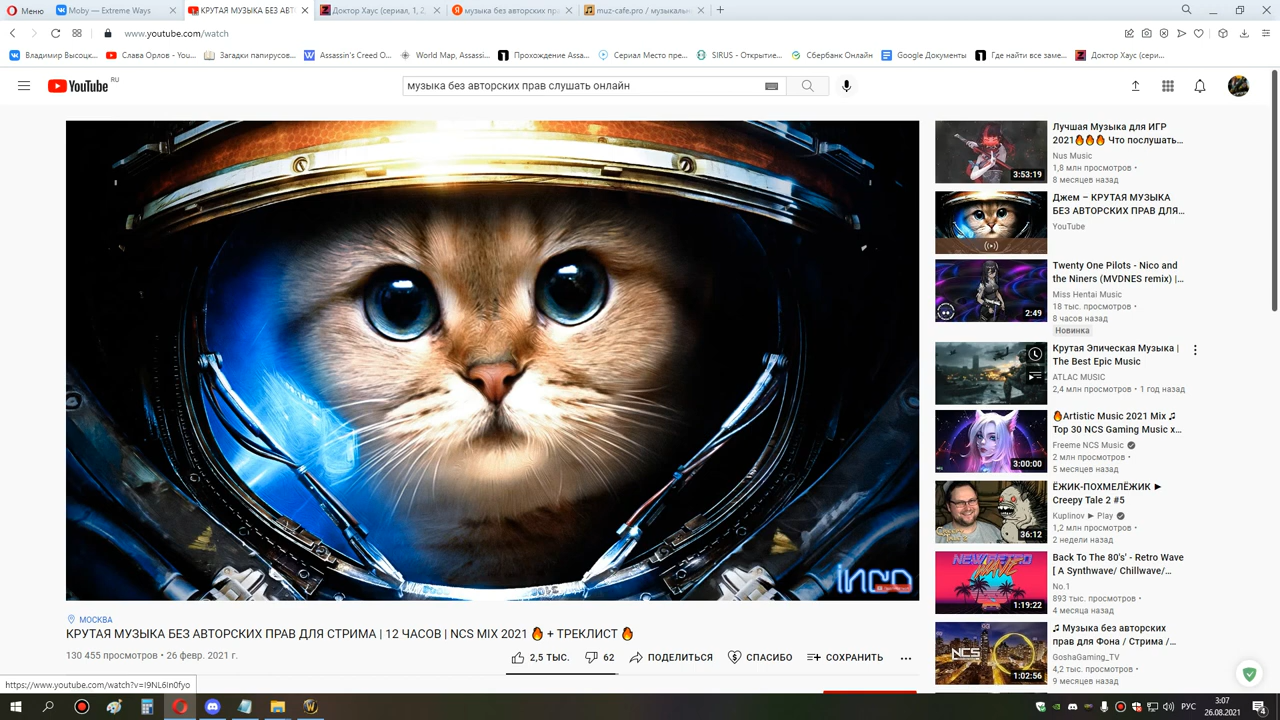 Меню
Moby — Extreme Ways
КРУТАЯ МУЗЫКА БЕЗ АВТ
Доктор Хаус (сериал, 1, 2,
музыка без авторских пра
muz-cafe.pro / музыкальн
www.youtube.com/watch
Владимир Высоцк...
Слава Орлов - You...
Загадки папирусов...
Assassin's Creed O...
World Map, Assassi...
Прохождение Assa...
Сериал Место пре...
SIRUS - Открытие...
Сбербанк Онлайн
Google Документы
Где найти все заме...
Доктор Хаус (сери...
YouTube RU
музыка без авторских прав слушать онлайн
INCO
МОСКВА
КРУТАЯ МУЗЫКА БЕЗ АВТОРСКИХ ПРАВ ДЛЯ СТРИМА | 12 ЧАСОВ | NCS MIX 2021 🔥 + ТРЕКЛИСТ 🔥
130 455 просмотров • 26 февр. 2021 г.
2,5 ТЫС.
62
ПОДЕЛИТЬСЯ
СПАСИБО
СОХРАНИТЬ
Лучшая Музыка для ИГР
2021🔥🔥🔥 Что послушать...
Nus Music
1,8 млн просмотров •
8 месяцев назад
3:53:19
Джем – КРУТАЯ МУЗЫКА
БЕЗ АВТОРСКИХ ПРАВ ДЛЯ...
YouTube
Twenty One Pilots - Nico and
the Niners (MVDNES remix) |...
Miss Hentai Music
18 тыс. просмотров •
8 часов назад
Новинка
2:49
Крутая Эпическая Музыка |
The Best Epic Music
ATLAC MUSIC
2,4 млн просмотров • 1 год назад
🔥Artistic Music 2021 Mix ♫
Top 30 NCS Gaming Music x...
Freeme NCS Music
2 млн просмотров •
5 месяцев назад
3:00:00
ЁЖИК-ПОХМЕЛЁЖИК ►
Creepy Tale 2 #5
Kuplinov ► Play
1,2 млн просмотров •
2 недели назад
36:12
Back To The 80's' - Retro Wave
[ A Synthwave/ Chillwave/...
No.1
893 тыс. просмотров •
4 месяца назад
NEW RETRO
WAVE
1:19:22
♫ Музыка без авторских
прав для Фона / Стрима /...
GoshaGaming_TV
4,2 тыс. просмотров •
9 месяцев назад
NCS
1:02:56
https://www.youtube.com/watch?v=I9NL6In0fyo
РУС
3:07
26.08.2021
4